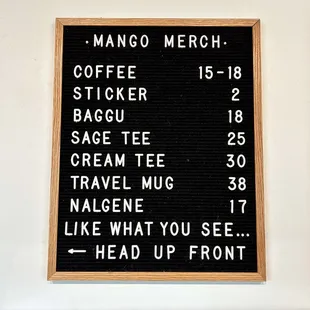 ·MANGO MERCH·
COFFEE 15-18
STICKER 2
BAGGU 18
SAGE TEE 25
CREAM TEE 30
TRAVEL MUG 38
NALGENE 17
LIKE WHAT YOU SEE...
← HEAD UP FRONT